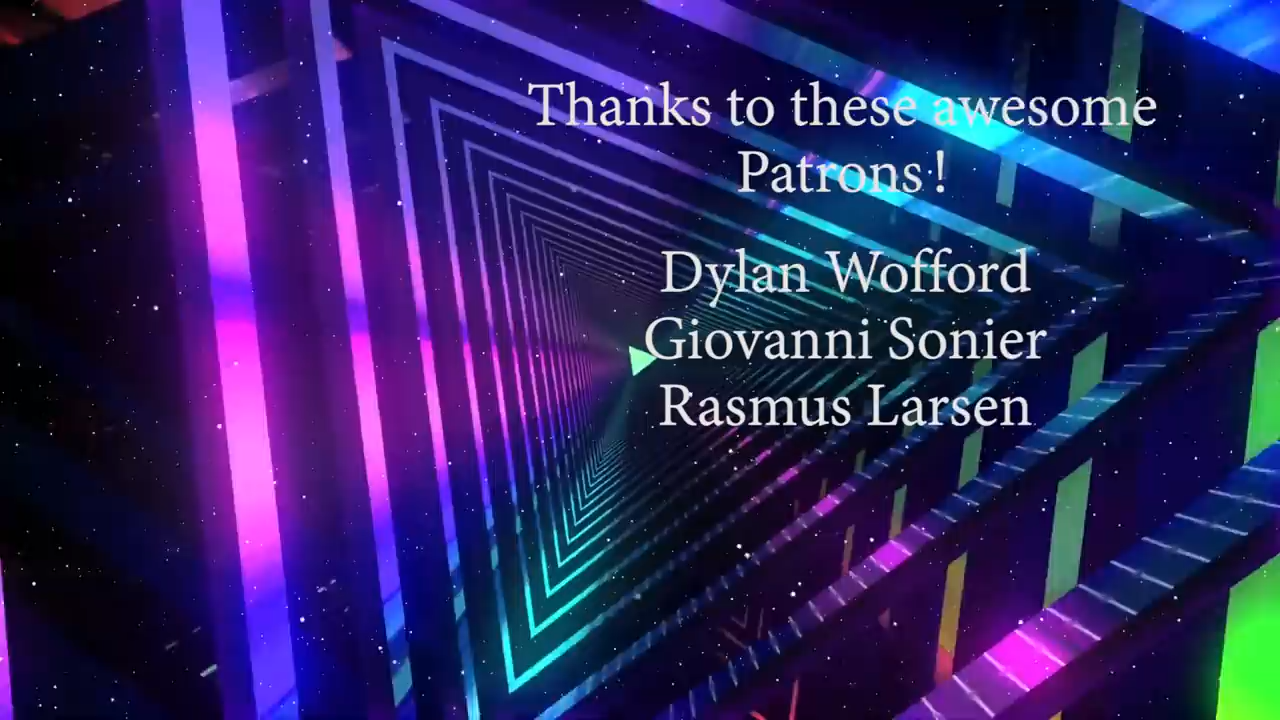 Thanks to these awesome
Patrons!
Dylan Wofford
Giovanni Sonier
Rasmus Larsen